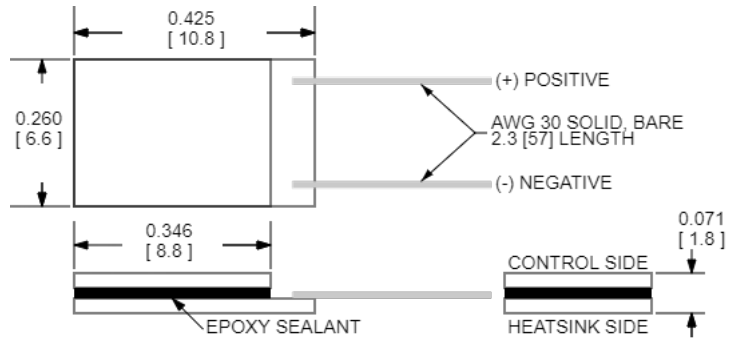 0.425
[ 10.8 ]
(+) POSITIVE
0.260
[ 6.6 ]
AWG 30 SOLID, BARE
2.3 [57] LENGTH
(-) NEGATIVE
0.346
[ 8.8 ]
0.071
[ 1.8 ]
CONTROL SIDE
EPOXY SEALANT
HEATSINK SIDE